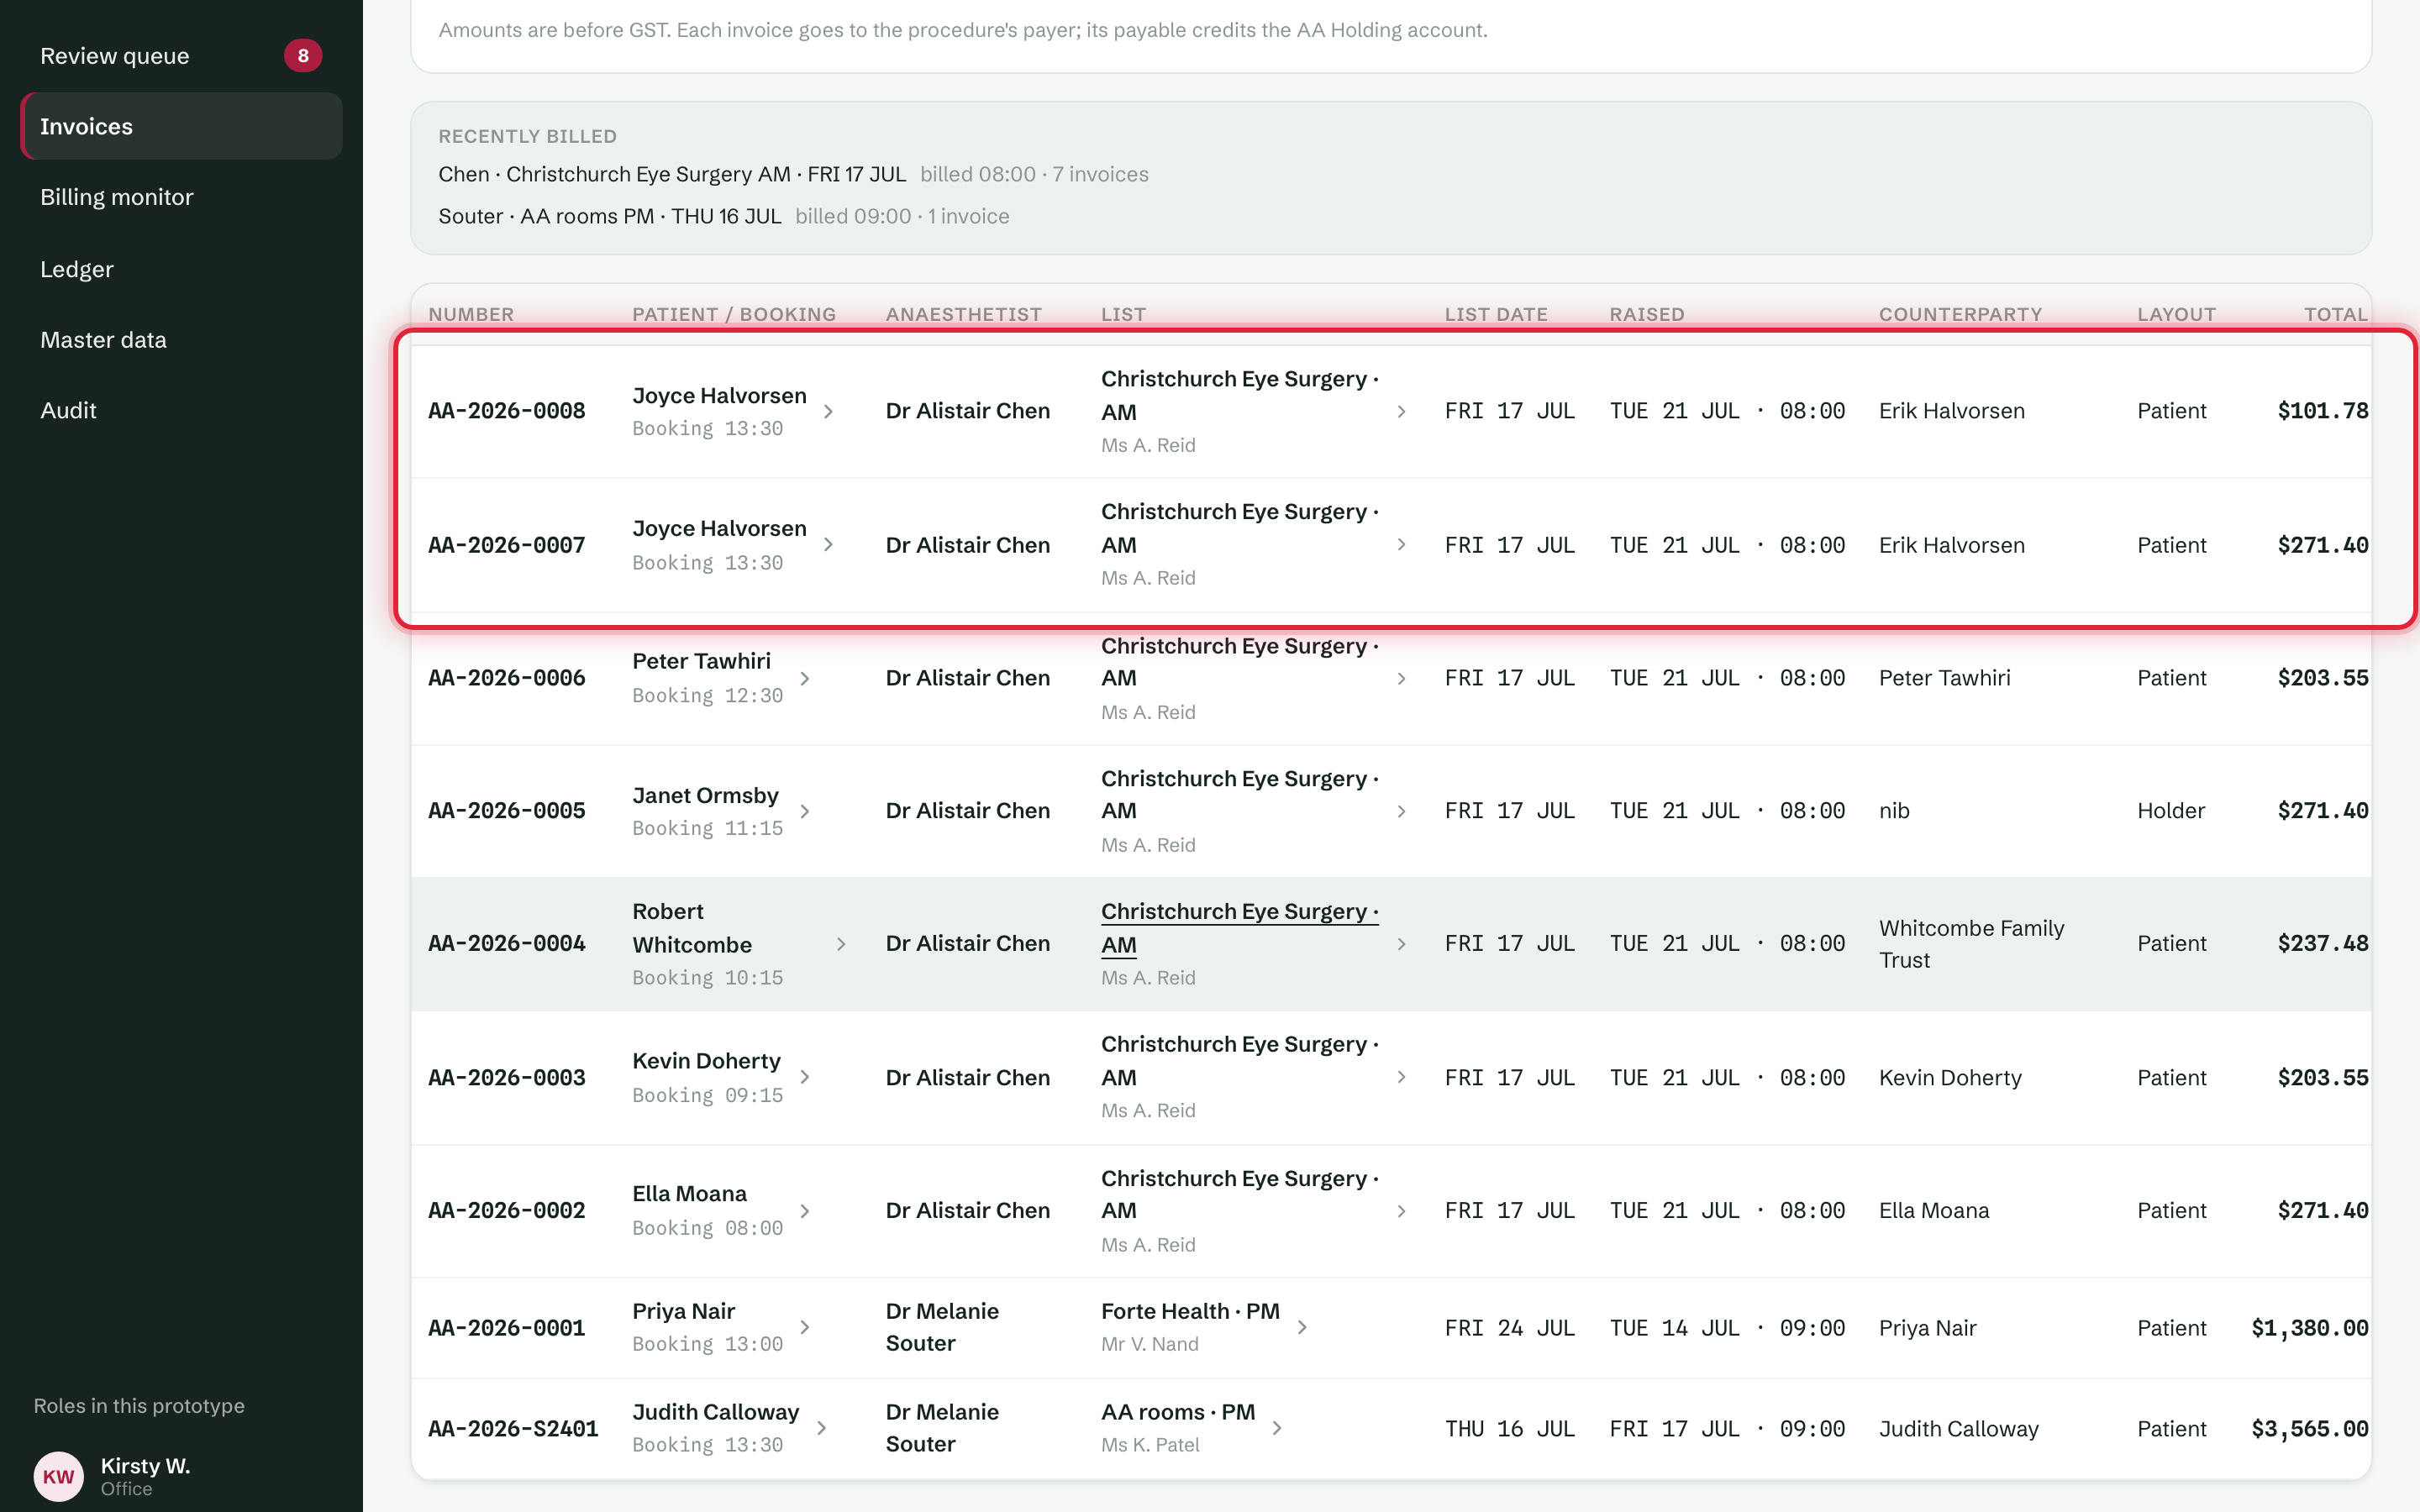 Review queue 8
Invoices
Billing monitor
Ledger
Master data
Audit
Roles in this prototype
KW
Kirsty W.
Office
Amounts are before GST. Each invoice goes to the procedure's payer; its payable credits the AA Holding account.
RECENTLY BILLED
Chen · Christchurch Eye Surgery AM · FRI 17 JUL billed 08:00 · 7 invoices
Souter · AA rooms PM · THU 16 JUL billed 09:00 · 1 invoice
NUMBER PATIENT / BOOKING ANAESTHETIST LIST LIST DATE RAISED COUNTERPARTY LAYOUT TOTAL
AA-2026-0008 Joyce Halvorsen Booking 13:30 Dr Alistair Chen Christchurch Eye Surgery · AM Ms A. Reid FRI 17 JUL TUE 21 JUL · 08:00 Erik Halvorsen Patient $101.78
AA-2026-0007 Joyce Halvorsen Booking 13:30 Dr Alistair Chen Christchurch Eye Surgery · AM Ms A. Reid FRI 17 JUL TUE 21 JUL · 08:00 Erik Halvorsen Patient $271.40
AA-2026-0006 Peter Tawhiri Booking 12:30 Dr Alistair Chen Christchurch Eye Surgery · AM Ms A. Reid FRI 17 JUL TUE 21 JUL · 08:00 Peter Tawhiri Patient $203.55
AA-2026-0005 Janet Ormsby Booking 11:15 Dr Alistair Chen Christchurch Eye Surgery · AM Ms A. Reid FRI 17 JUL TUE 21 JUL · 08:00 nib Holder $271.40
AA-2026-0004 Robert Whitcombe Booking 10:15 Dr Alistair Chen Christchurch Eye Surgery · AM Ms A. Reid FRI 17 JUL TUE 21 JUL · 08:00 Whitcombe Family Trust Patient $237.48
AA-2026-0003 Kevin Doherty Booking 09:15 Dr Alistair Chen Christchurch Eye Surgery · AM Ms A. Reid FRI 17 JUL TUE 21 JUL · 08:00 Kevin Doherty Patient $203.55
AA-2026-0002 Ella Moana Booking 08:00 Dr Alistair Chen Christchurch Eye Surgery · AM Ms A. Reid FRI 17 JUL TUE 21 JUL · 08:00 Ella Moana Patient $271.40
AA-2026-0001 Priya Nair Booking 13:00 Dr Melanie Souter Forte Health · PM Mr V. Nand FRI 24 JUL TUE 14 JUL · 09:00 Priya Nair Patient $1,380.00
AA-2026-S2401 Judith Calloway Booking 13:30 Dr Melanie Souter AA rooms · PM Ms K. Patel THU 16 JUL FRI 17 JUL · 09:00 Judith Calloway Patient $3,565.00